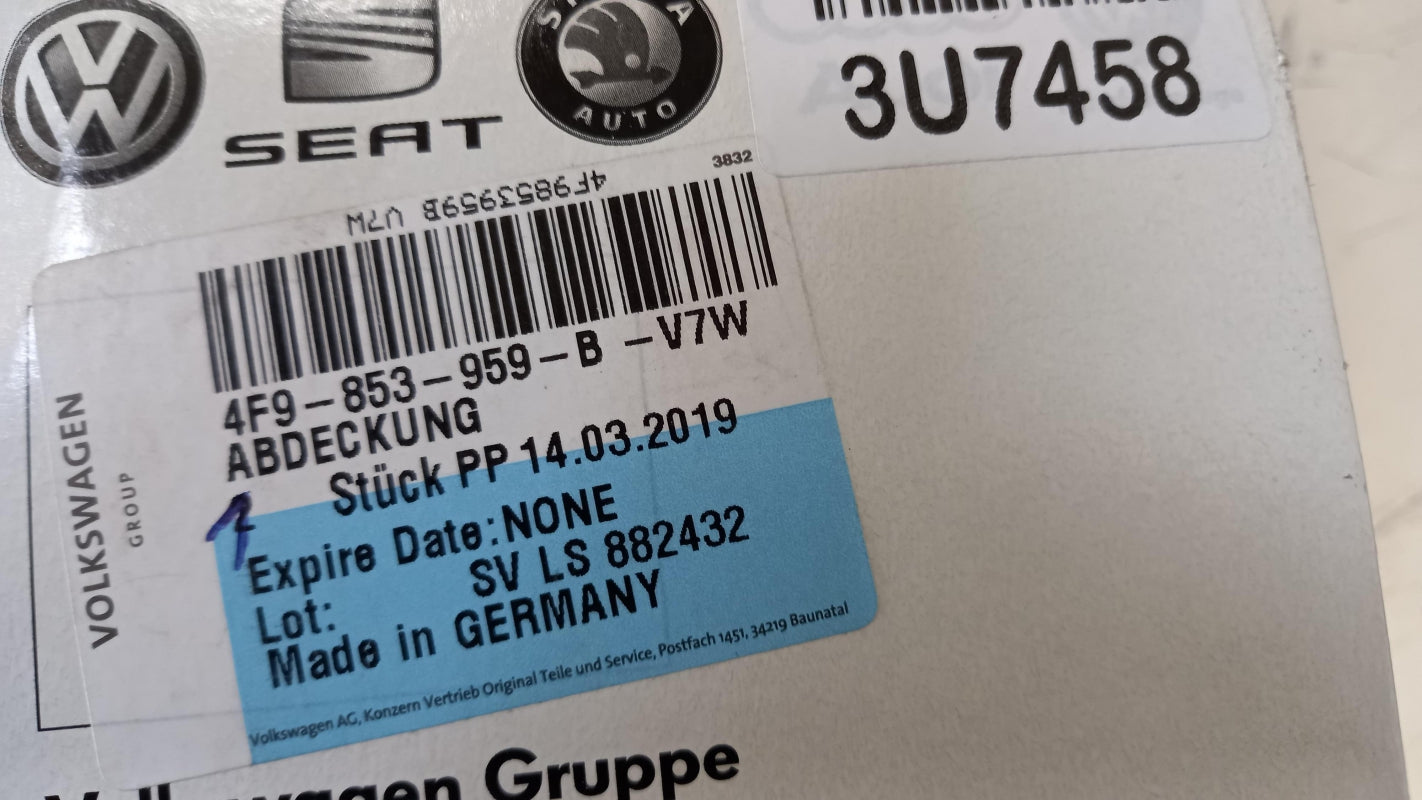 SEAT
AUTO
3U7458
3832
4F9853959B V7W
4F9-853-959-B -V7W
ABDECKUNG
1 Stück PP 14.03.2019
Expire Date:NONE
SV LS 882432
Lot:
Made in GERMANY
Volkswagen AG, Konzern Vertrieb Original Teile und Service, Postfach 1451, 34219 Baunatal
VOLKSWAGEN
GROUP
Gruppe